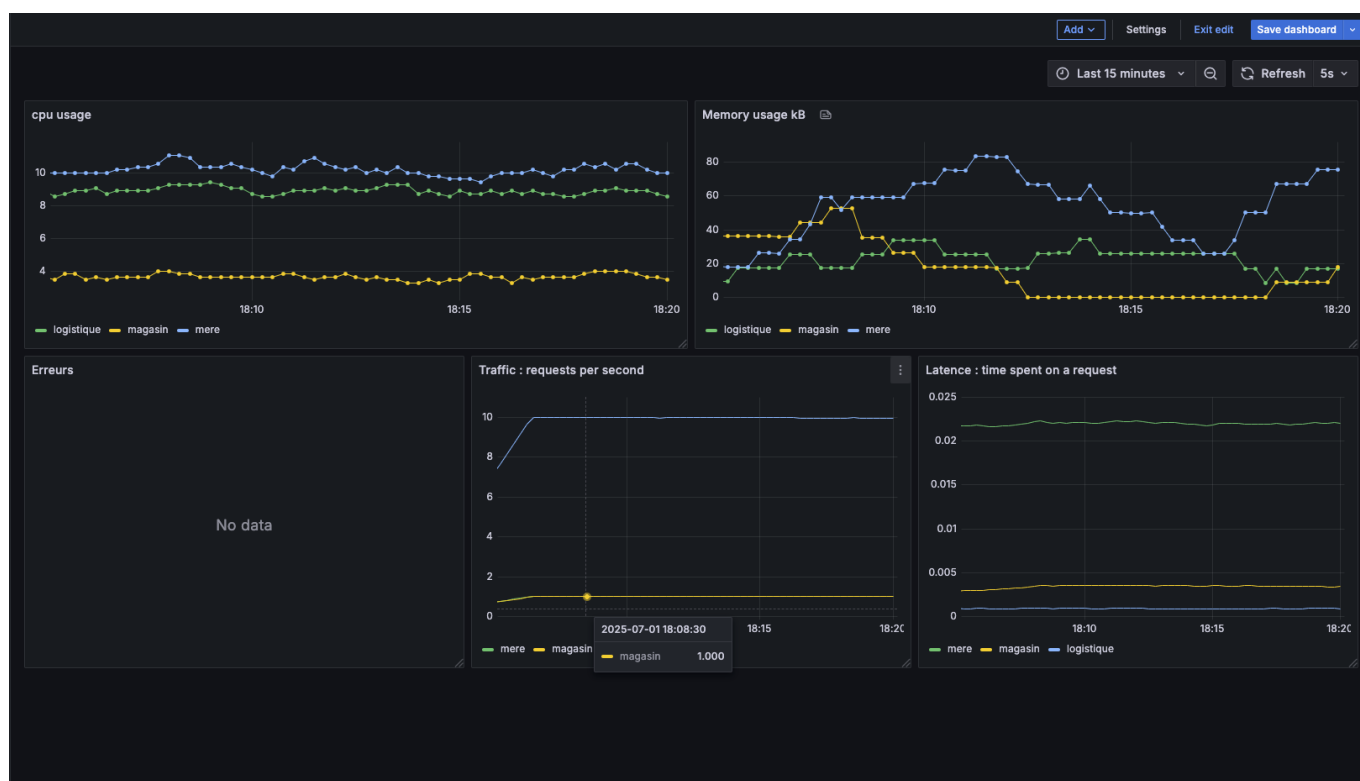 Add Settings Exit edit Save dashboard
Last 15 minutes Refresh 5s
cpu usage
10
8
6
4
18:10 18:15 18:20
logistique magasin mere
Memory usage kB
80
60
40
20
0
18:10 18:15 18:20
logistique magasin mere
Erreurs
No data
Traffic : requests per second
10
8
6
4
2
0
18:15 18:20
mere magasin
2025-07-01 18:08:30
magasin 1.000
Latence : time spent on a request
0.025
0.02
0.015
0.01
0.005
0
18:10 18:15 18:20
mere magasin logistique